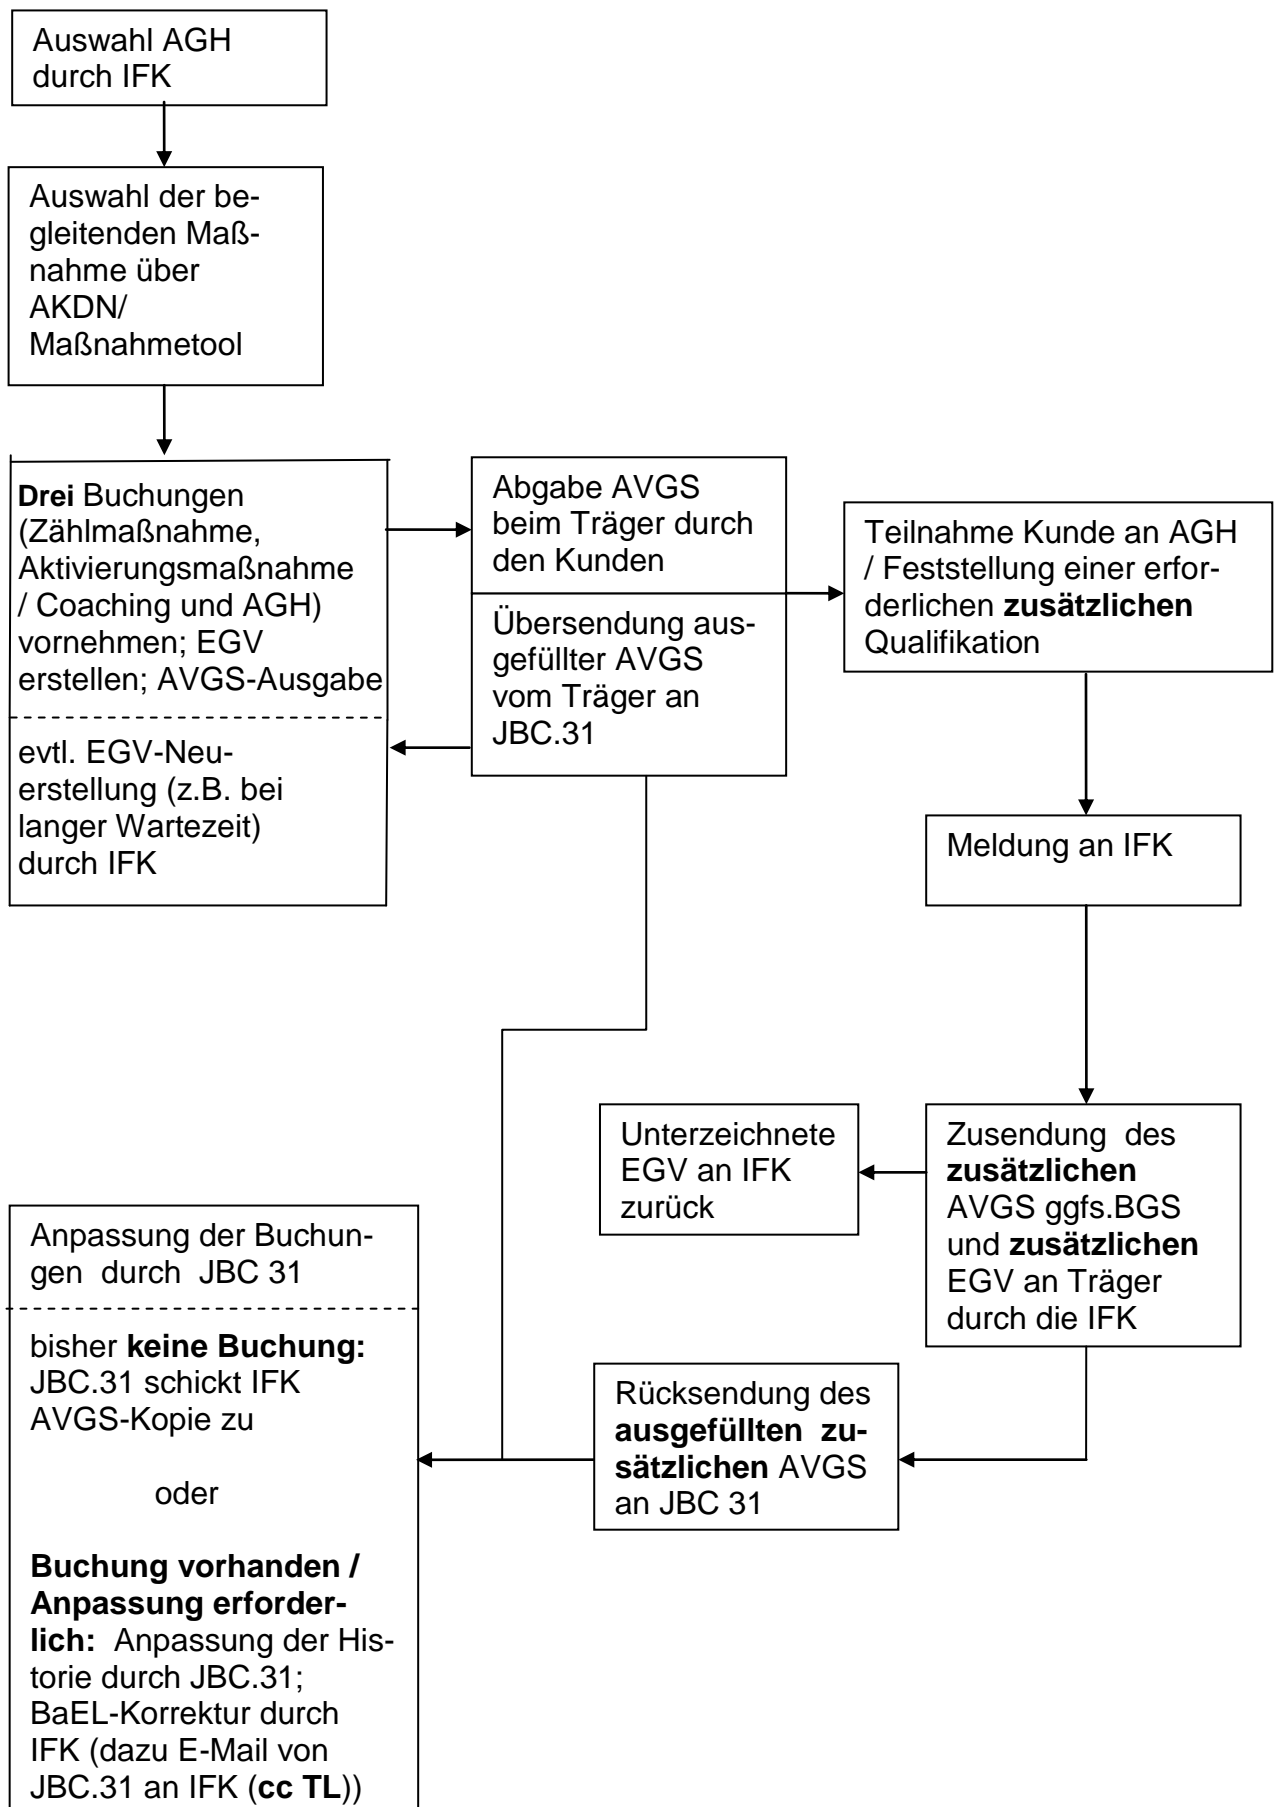 Auswahl AGH
durch IFK
Auswahl der be-
gleitenden Maß-
nahme über
AKDN/
Maßnahmetool
Drei Buchungen
(Zählmaßnahme,
Aktivierungsmaßnahme
/ Coaching und AGH)
vornehmen; EGV
erstellen; AVGS-Ausgabe
evtl. EGV-Neu-
erstellung (z.B. bei
langer Wartezeit)
durch IFK
Abgabe AVGS
beim Träger durch
den Kunden
Übersendung aus-
gefüllter AVGS
vom Träger an
JBC.31
Teilnahme Kunde an AGH
/ Feststellung einer erfor-
derlichen zusätzlichen
Qualifikation
Meldung an IFK
Zusendung  des
zusätzlichen
AVGS ggfs.BGS
und zusätzlichen
EGV an Träger
durch die IFK
Unterzeichnete
EGV an IFK
zurück
Rücksendung des
ausgefüllten  zu-
sätzlichen AVGS
an JBC 31
Anpassung der Buchun-
gen  durch  JBC 31
bisher keine Buchung:
JBC.31 schickt IFK
AVGS-Kopie zu
oder
Buchung vorhanden /
Anpassung erforder-
lich:  Anpassung der His-
torie durch JBC.31;
BaEL-Korrektur durch
IFK (dazu E-Mail von
JBC.31 an IFK (cc TL))